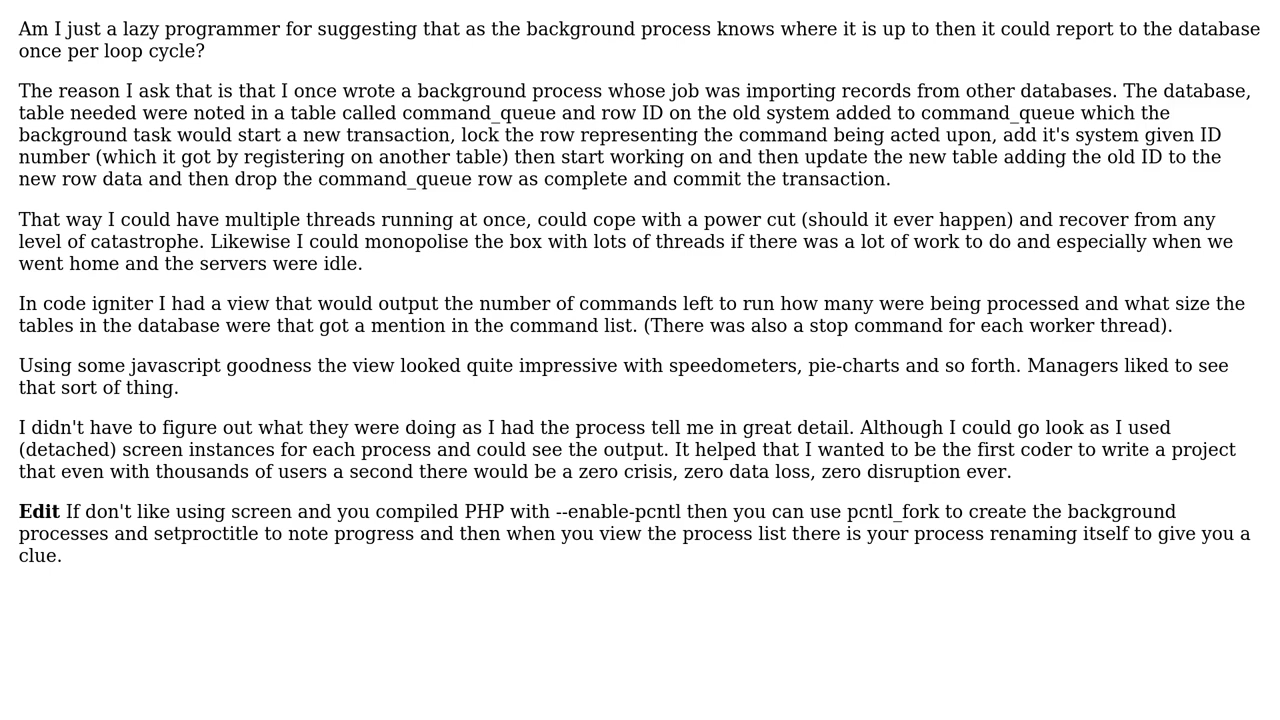 Am I just a lazy programmer for suggesting that as the background process knows where it is up to then it could report to the database
once per loop cycle?
The reason I ask that is that I once wrote a background process whose job was importing records from other databases. The database,
table needed were noted in a table called command_queue and row ID on the old system added to command_queue which the
background task would start a new transaction, lock the row representing the command being acted upon, add it's system given ID
number (which it got by registering on another table) then start working on and then update the new table adding the old ID to the
new row data and then drop the command_queue row as complete and commit the transaction.
That way I could have multiple threads running at once, could cope with a power cut (should it ever happen) and recover from any
level of catastrophe. Likewise I could monopolise the box with lots of threads if there was a lot of work to do and especially when we
went home and the servers were idle.
In code igniter I had a view that would output the number of commands left to run how many were being processed and what size the
tables in the database were that got a mention in the command list. (There was also a stop command for each worker thread).
Using some javascript goodness the view looked quite impressive with speedometers, pie-charts and so forth. Managers liked to see
that sort of thing.
I didn't have to figure out what they were doing as I had the process tell me in great detail. Although I could go look as I used
(detached) screen instances for each process and could see the output. It helped that I wanted to be the first coder to write a project
that even with thousands of users a second there would be a zero crisis, zero data loss, zero disruption ever.
Edit If don't like using screen and you compiled PHP with --enable-pcntl then you can use pcntl_fork to create the background
processes and setproctitle to note progress and then when you view the process list there is your process renaming itself to give you a
clue.